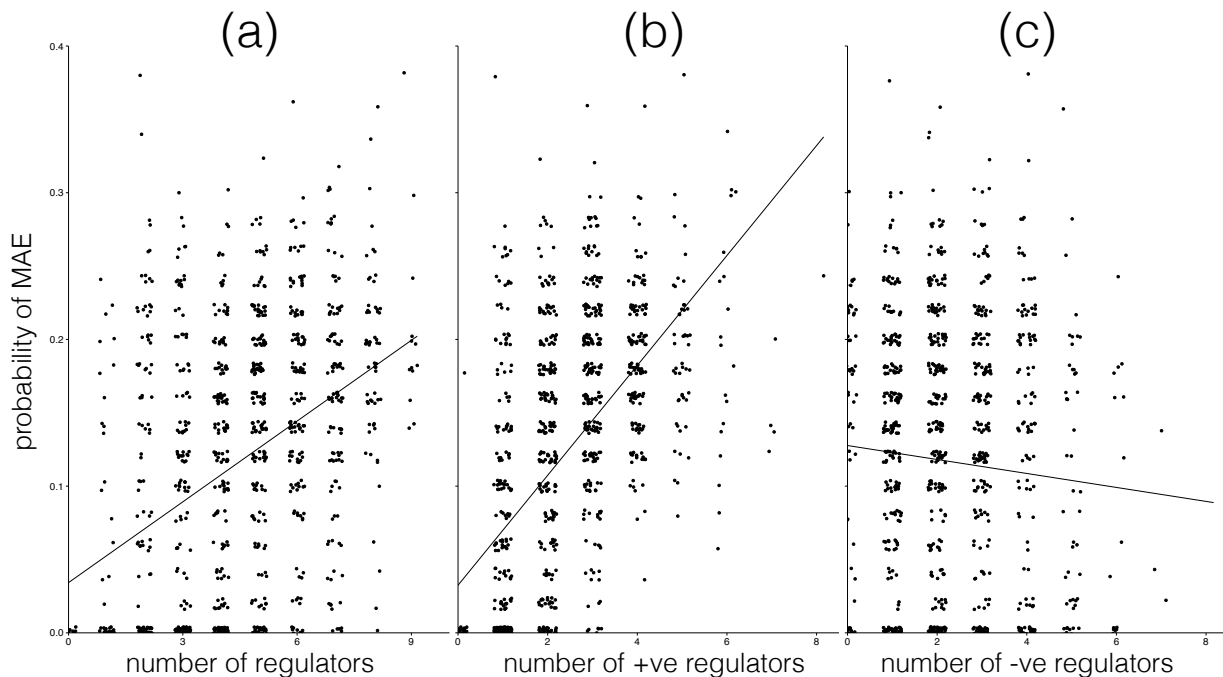 (a) (b) (c)
probability of MAE
0.4
0.3
0.2
0.1
0.0
0 3 6 9
0 2 4 6 8
0 2 4 6 8
number of regulators
number of +ve regulators
number of -ve regulators